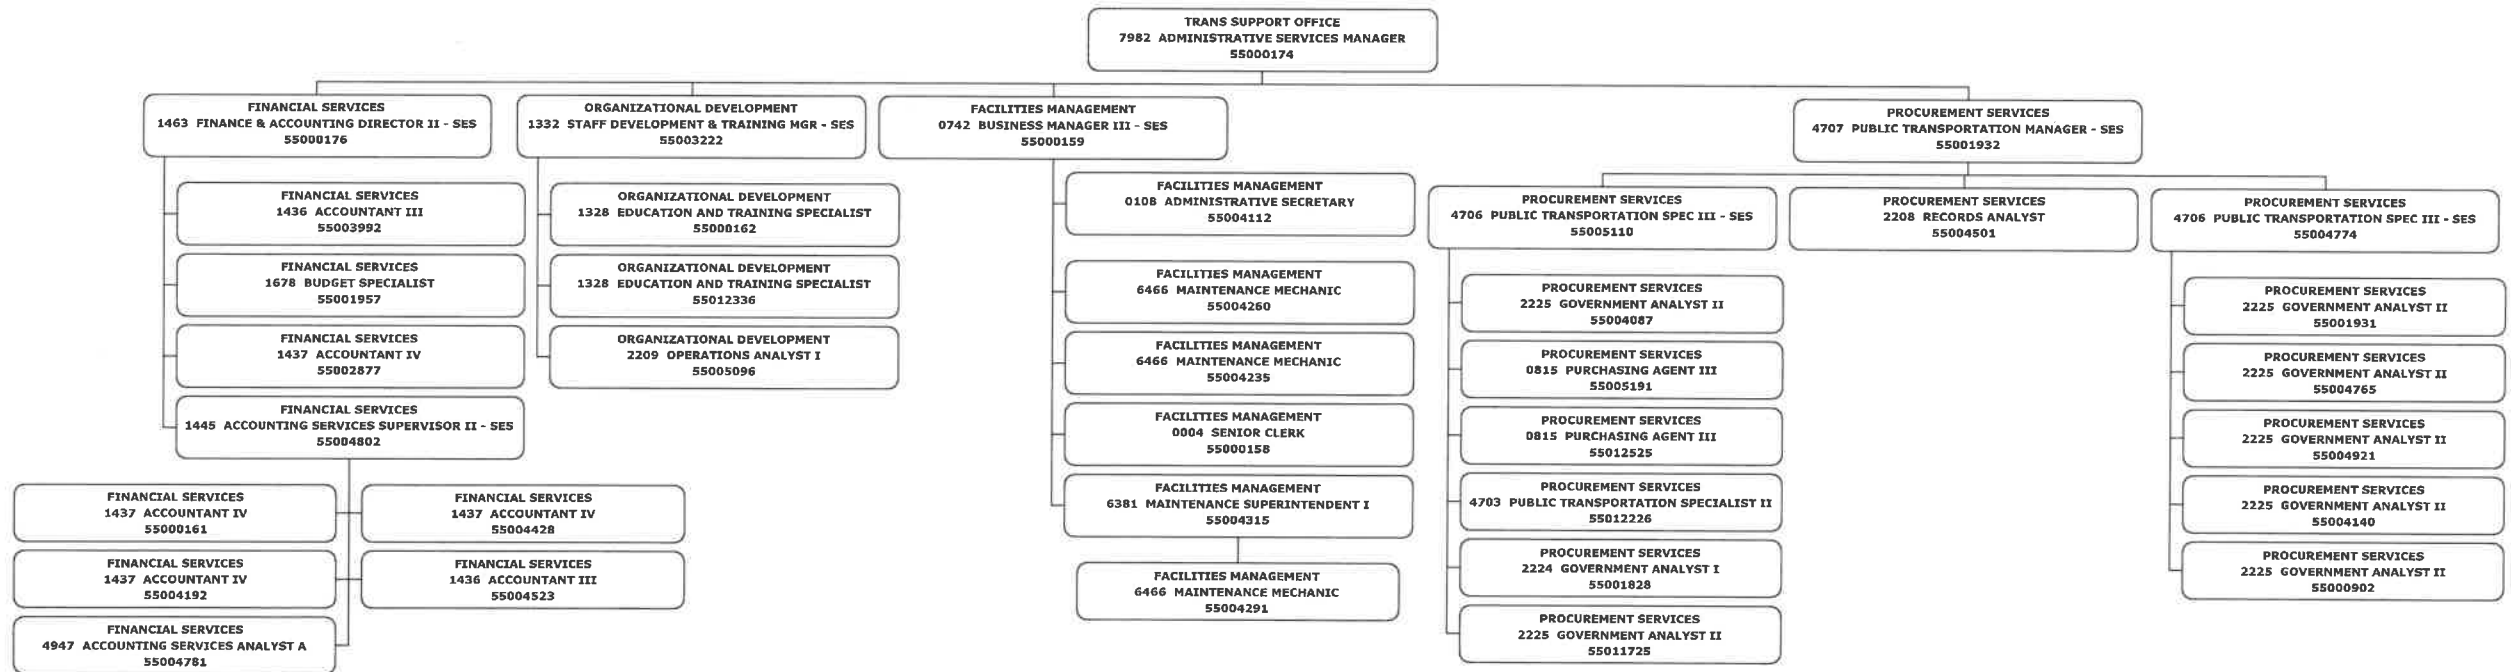 TRANS SUPPORT OFFICE
7982 ADMINISTRATIVE SERVICES MANAGER
55000174
FINANCIAL SERVICES
1463 FINANCE & ACCOUNTING DIRECTOR II - SES
55000176
FINANCIAL SERVICES
1436 ACCOUNTANT III
55003992
FINANCIAL SERVICES
1678 BUDGET SPECIALIST
55001957
FINANCIAL SERVICES
1437 ACCOUNTANT IV
55002877
FINANCIAL SERVICES
1445 ACCOUNTING SERVICES SUPERVISOR II - SES
55004802
FINANCIAL SERVICES
1437 ACCOUNTANT IV
55000161
FINANCIAL SERVICES
1437 ACCOUNTANT IV
55004428
FINANCIAL SERVICES
1437 ACCOUNTANT IV
55004192
FINANCIAL SERVICES
1436 ACCOUNTANT III
55004523
FINANCIAL SERVICES
4947 ACCOUNTING SERVICES ANALYST A
55004781
ORGANIZATIONAL DEVELOPMENT
1332 STAFF DEVELOPMENT & TRAINING MGR - SES
55003222
ORGANIZATIONAL DEVELOPMENT
1328 EDUCATION AND TRAINING SPECIALIST
55000162
ORGANIZATIONAL DEVELOPMENT
1328 EDUCATION AND TRAINING SPECIALIST
55012336
ORGANIZATIONAL DEVELOPMENT
2209 OPERATIONS ANALYST I
55005096
FACILITIES MANAGEMENT
0742 BUSINESS MANAGER III - SES
55000159
FACILITIES MANAGEMENT
0108 ADMINISTRATIVE SECRETARY
55004112
FACILITIES MANAGEMENT
6466 MAINTENANCE MECHANIC
55004260
FACILITIES MANAGEMENT
6466 MAINTENANCE MECHANIC
55004235
FACILITIES MANAGEMENT
0004 SENIOR CLERK
55000158
FACILITIES MANAGEMENT
6381 MAINTENANCE SUPERINTENDENT I
55004315
FACILITIES MANAGEMENT
6466 MAINTENANCE MECHANIC
55004291
PROCUREMENT SERVICES
4707 PUBLIC TRANSPORTATION MANAGER - SES
55001932
PROCUREMENT SERVICES
4706 PUBLIC TRANSPORTATION SPEC III - SES
55005110
PROCUREMENT SERVICES
2225 GOVERNMENT ANALYST II
55004087
PROCUREMENT SERVICES
0815 PURCHASING AGENT III
55005191
PROCUREMENT SERVICES
0815 PURCHASING AGENT III
55012525
PROCUREMENT SERVICES
4703 PUBLIC TRANSPORTATION SPECIALIST II
55012226
PROCUREMENT SERVICES
2224 GOVERNMENT ANALYST I
55001828
PROCUREMENT SERVICES
2225 GOVERNMENT ANALYST II
55011725
PROCUREMENT SERVICES
2208 RECORDS ANALYST
55004501
PROCUREMENT SERVICES
4706 PUBLIC TRANSPORTATION SPEC III - SES
55004774
PROCUREMENT SERVICES
2225 GOVERNMENT ANALYST II
55001931
PROCUREMENT SERVICES
2225 GOVERNMENT ANALYST II
55004765
PROCUREMENT SERVICES
2225 GOVERNMENT ANALYST II
55004921
PROCUREMENT SERVICES
2225 GOVERNMENT ANALYST II
55004140
PROCUREMENT SERVICES
2225 GOVERNMENT ANALYST II
55000902